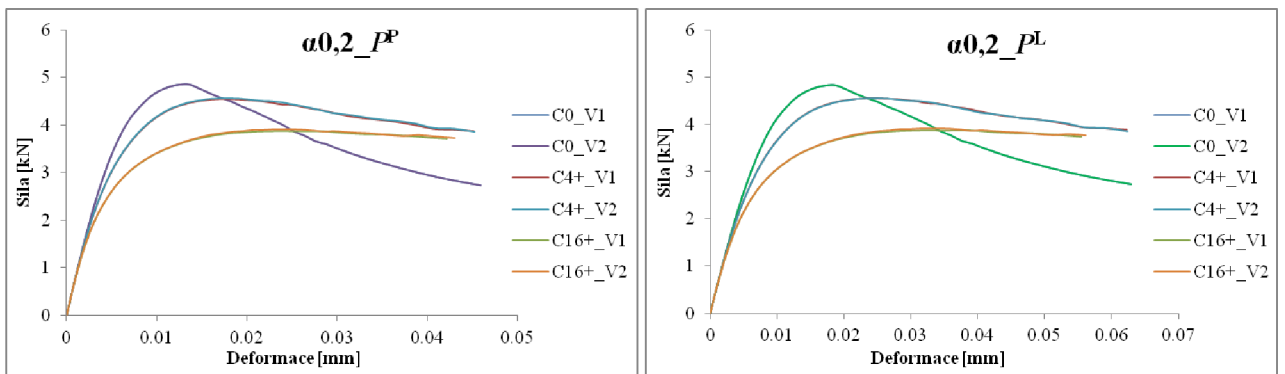 α0,2_Pᴾ
Síla [kN]
6
5
4
3
2
1
0
0 0.01 0.02 0.03 0.04 0.05
Deformace [mm]
C0_V1
C0_V2
C4+_V1
C4+_V2
C16+_V1
C16+_V2
α0,2_Pᴸ
Síla [kN]
6
5
4
3
2
1
0
0 0.01 0.02 0.03 0.04 0.05 0.06 0.07
Deformace [mm]
C0_V1
C0_V2
C4+_V1
C4+_V2
C16+_V1
C16+_V2